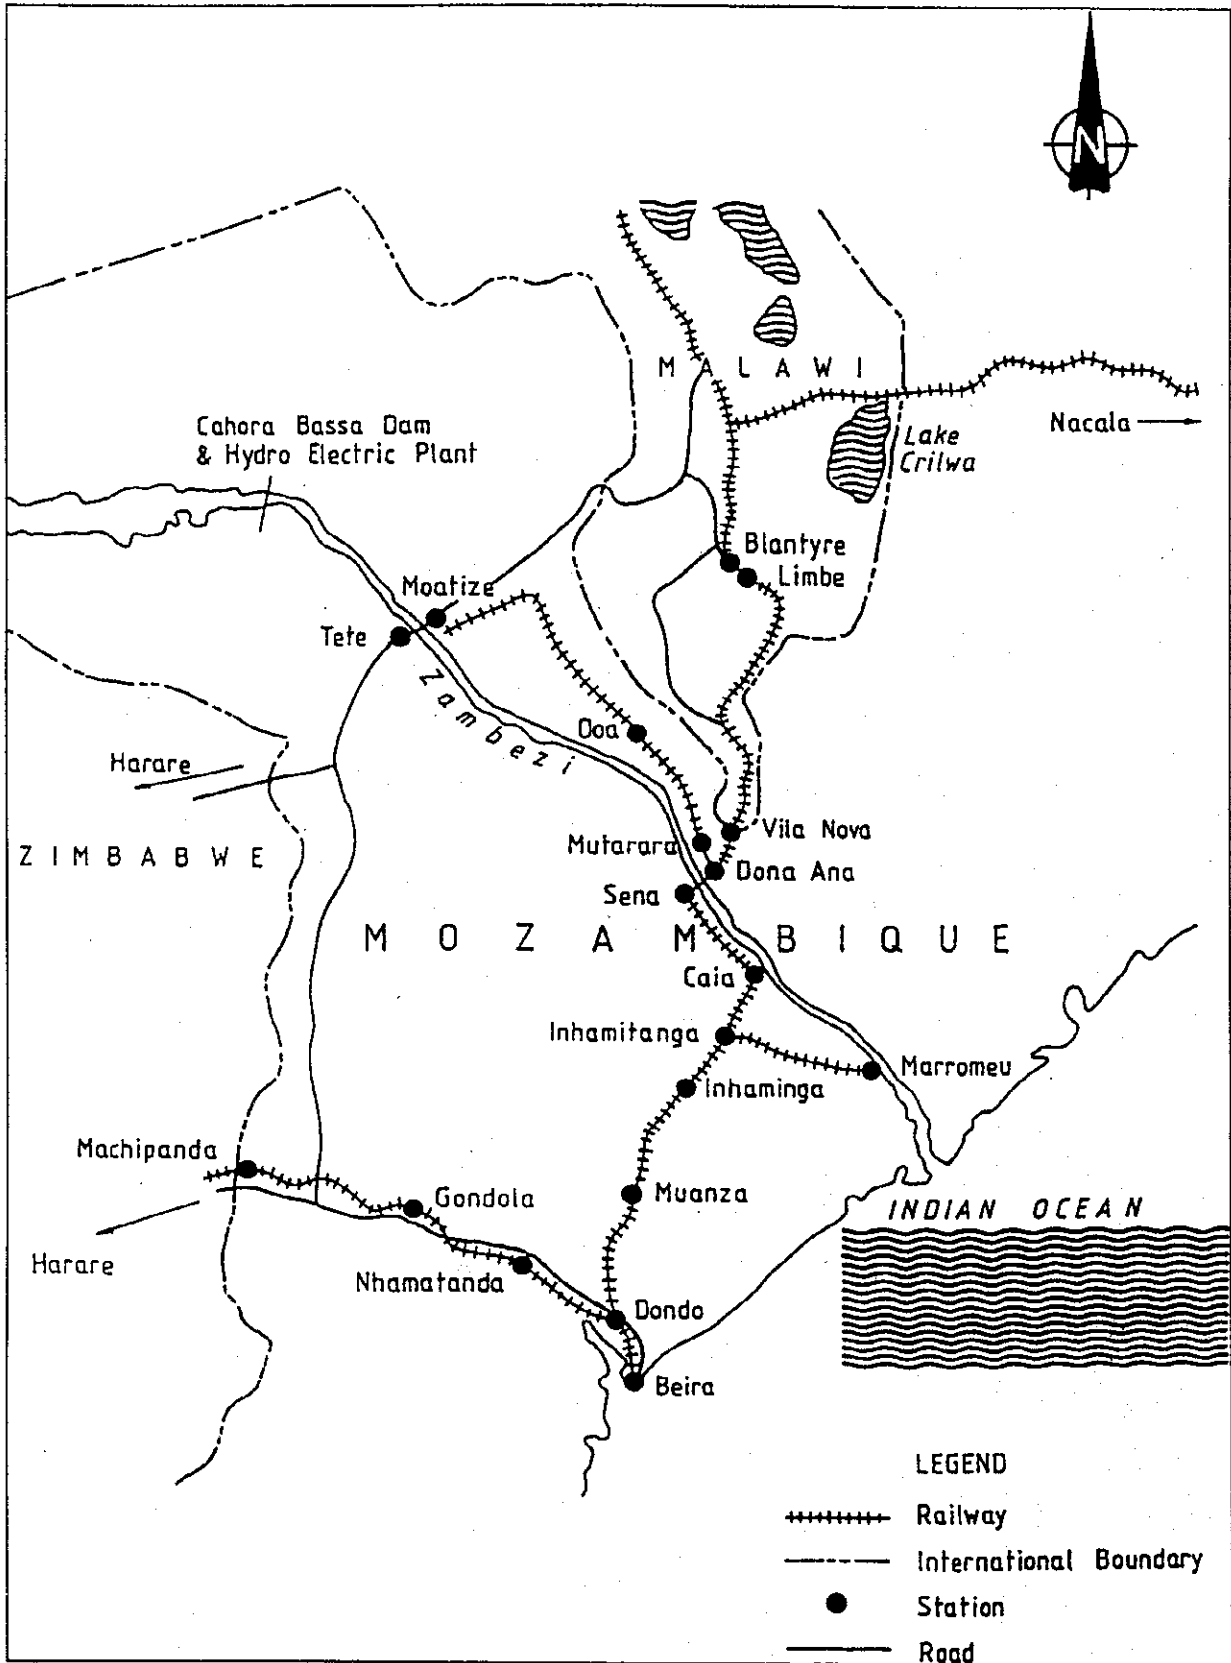 N
MALAWI
Cahora Bassa Dam
& Hydro Electric Plant
Nacala
Lake
Crilwa
Blantyre
Limbe
Moatize
Tete
Zambezi
Doa
Harare
Vila Nova
ZIMBABWE
Mutarara
Dona Ana
Sena
MOZAMBIQUE
Caia
Inhamitanga
Marromeu
Inhaminga
Machipanda
Gondola
Muanza
INDIAN OCEAN
Harare
Nhamatanda
Dondo
Beira
LEGEND
Railway
International Boundary
Station
Road